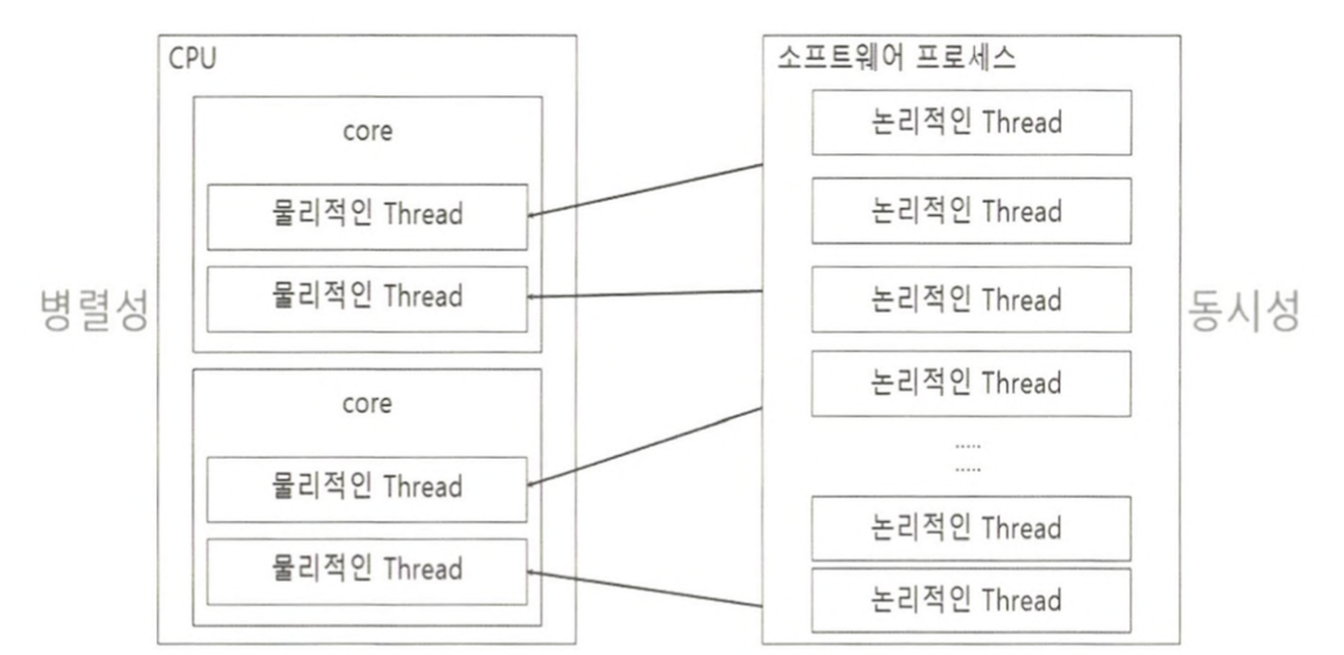 CPU
core
물리적인 Thread
물리적인 Thread
core
물리적인 Thread
물리적인 Thread
병렬성
소프트웨어 프로세스
논리적인 Thread
논리적인 Thread
논리적인 Thread
논리적인 Thread
.....
.....
논리적인 Thread
논리적인 Thread
동시성